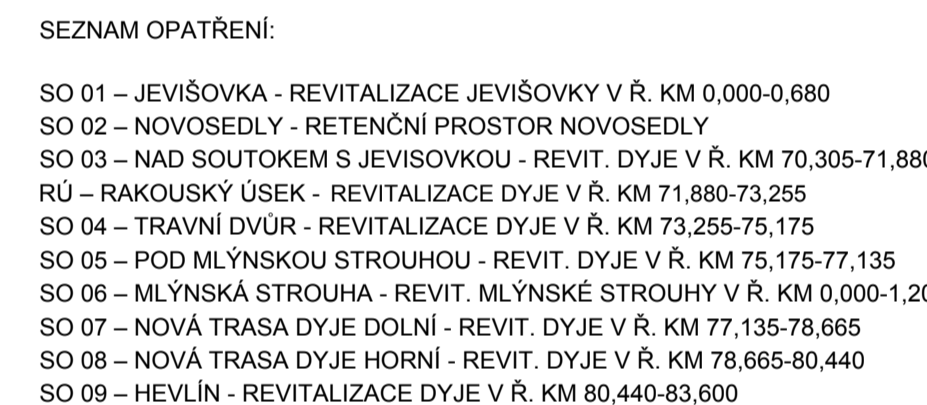 SEZNAM OPATŘENÍ:
SO 01 – JEVIŠOVKA - REVITALIZACE JEVIŠOVKY V Ř. KM 0,000-0,680
SO 02 – NOVOSEDLY - RETENČNÍ PROSTOR NOVOSEDLY
SO 03 – NAD SOUTOKEM S JEVISOVKOU - REVIT. DYJE V Ř. KM 70,305-71,880
RÚ – RAKOUSKÝ ÚSEK - REVITALIZACE DYJE V Ř. KM 71,880-73,255
SO 04 – TRAVNÍ DVŮR - REVITALIZACE DYJE V Ř. KM 73,255-75,175
SO 05 – POD MLÝNSKOU STROUHOU - REVIT. DYJE V Ř. KM 75,175-77,135
SO 06 – MLÝNSKÁ STROUHA - REVIT. MLÝNSKÉ STROUHY V Ř. KM 0,000-1,20
SO 07 – NOVÁ TRASA DYJE DOLNÍ - REVIT. DYJE V Ř. KM 77,135-78,665
SO 08 – NOVÁ TRASA DYJE HORNÍ - REVIT. DYJE V Ř. KM 78,665-80,440
SO 09 – HEVLÍN - REVITALIZACE DYJE V Ř. KM 80,440-83,600